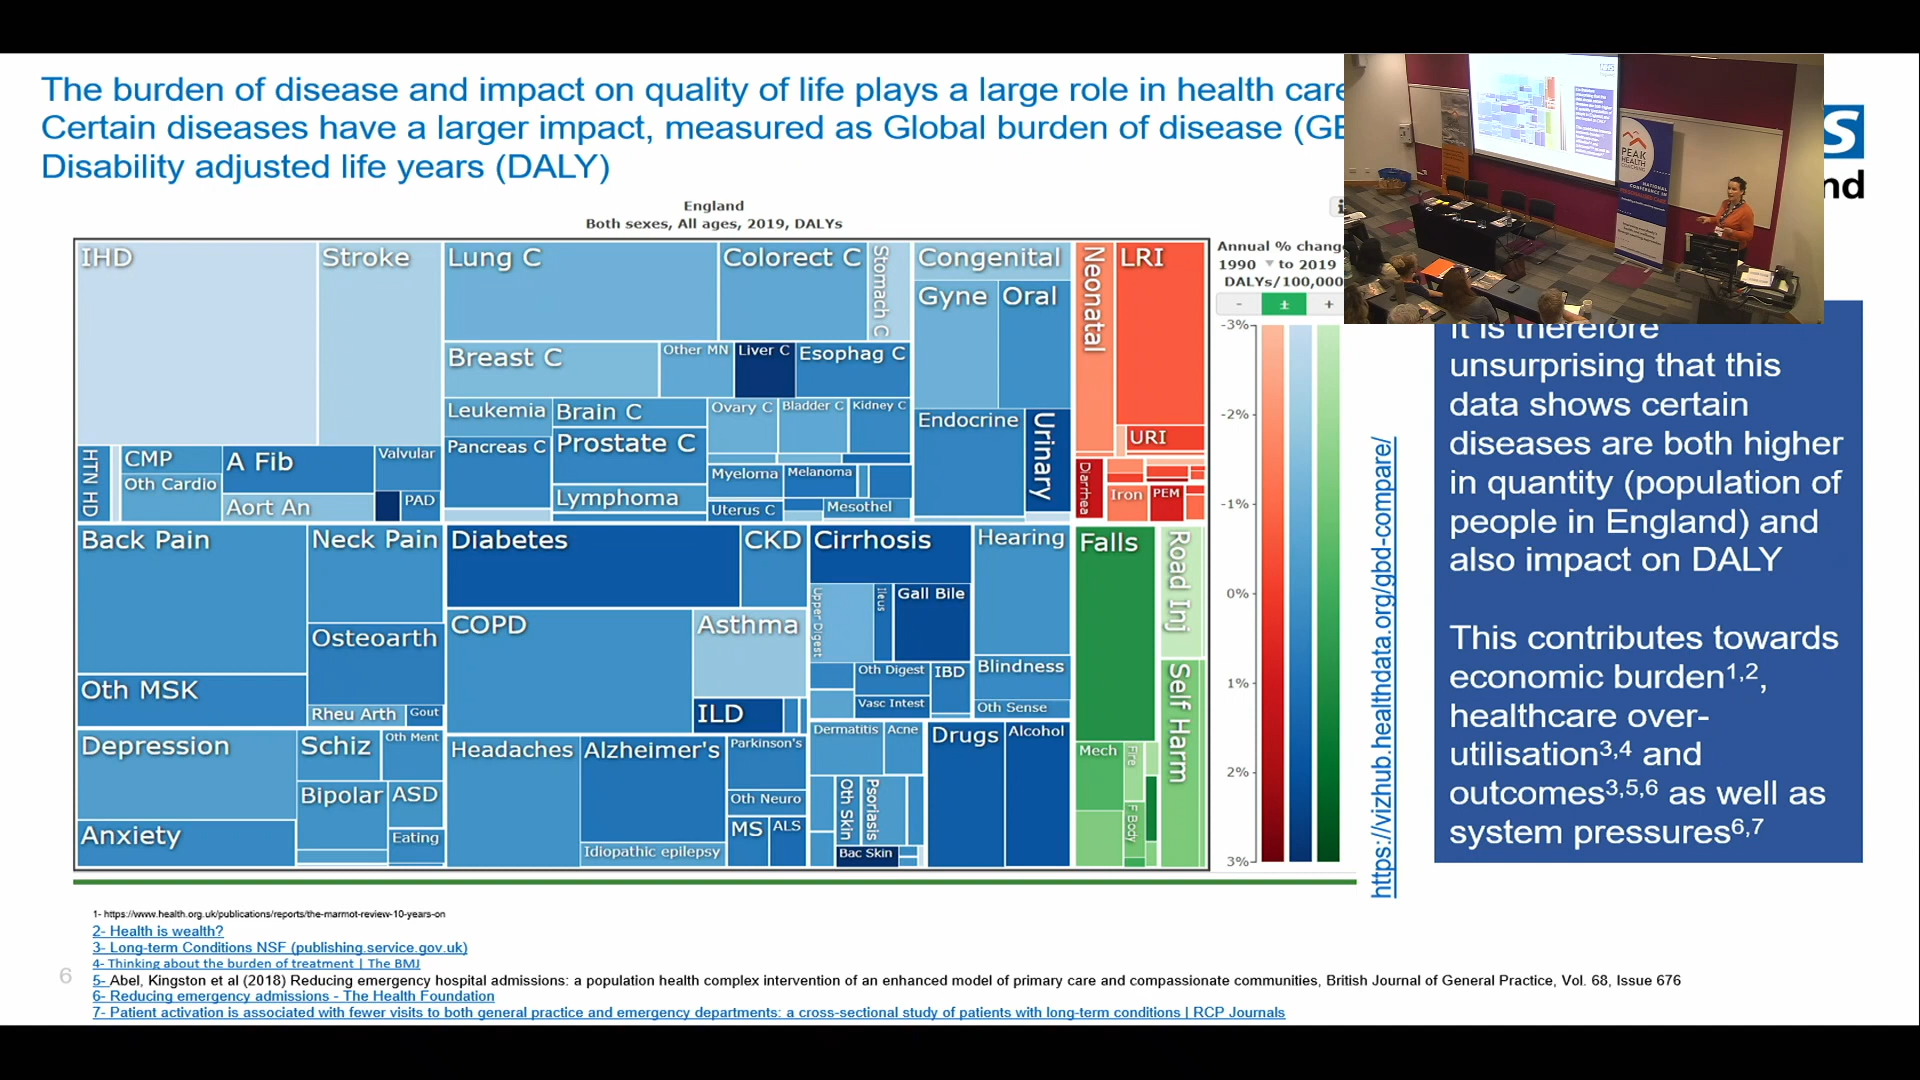 The burden of disease and impact on quality of life plays a large role in health care
Certain diseases have a larger impact, measured as Global burden of disease (GB
Disability adjusted life years (DALY)
S
nd
England
Both sexes, All ages, 2019, DALYs
IHD
Stroke
Lung C
Colorect C
Stomach C
Congenital
Neonatal
LRI
Gyne
Oral
Breast C
Other MN
Liver C
Esophag C
Leukemia
Brain C
Ovary C
Bladder C
Kidney C
Endocrine
Urinary
URI
Pancreas C
Prostate C
HTN HD
CMP
A Fib
Valvular
Oth Cardio
Myeloma
Melanoma
Diarrhea
Iron
PEM
Aort An
PAD
Lymphoma
Uterus C
Mesothel
Back Pain
Neck Pain
Diabetes
CKD
Cirrhosis
Hearing
Falls
Road Inj
Upper Digest
Ileus
Gall Bile
Osteoarth
COPD
Asthma
Oth MSK
Oth Digest
IBD
Blindness
Self Harm
Rheu Arth
Gout
ILD
Vasc Intest
Oth Sense
Depression
Schiz
Oth Ment
Headaches
Alzheimer's
Parkinson's
Dermatitis
Acne
Drugs
Alcohol
Mech
Fire
Bipolar
ASD
Oth Neuro
Oth Skin
Psoriasis
F Body
Anxiety
Eating
MS
ALS
Idiopathic epilepsy
Bac Skin
Annual % chang
1990 to 2019
DALYs/100,000
- ± +
-3%
-2%
-1%
0%
1%
2%
3%
https://vizhub.healthdata.org/gbd-compare/
PEAK
HEALTH
COACHING
It is therefore
unsurprising that this
data shows certain
diseases are both higher
in quantity (population of
people in England) and
also impact on DALY
This contributes towards
economic burden1,2,
healthcare over-
utilisation3,4 and
outcomes3,5,6 as well as
system pressures6,7
1- https://www.health.org.uk/publications/reports/the-marmot-review-10-years-on
2- Health is wealth?
3- Long-term Conditions NSF (publishing.service.gov.uk)
4- Thinking about the burden of treatment | The BMJ
5- Abel, Kingston et al (2018) Reducing emergency hospital admissions: a population health complex intervention of an enhanced model of primary care and compassionate communities, British Journal of General Practice, Vol. 68, Issue 676
6- Reducing emergency admissions - The Health Foundation
7- Patient activation is associated with fewer visits to both general practice and emergency departments: a cross-sectional study of patients with long-term conditions | RCP Journals
6